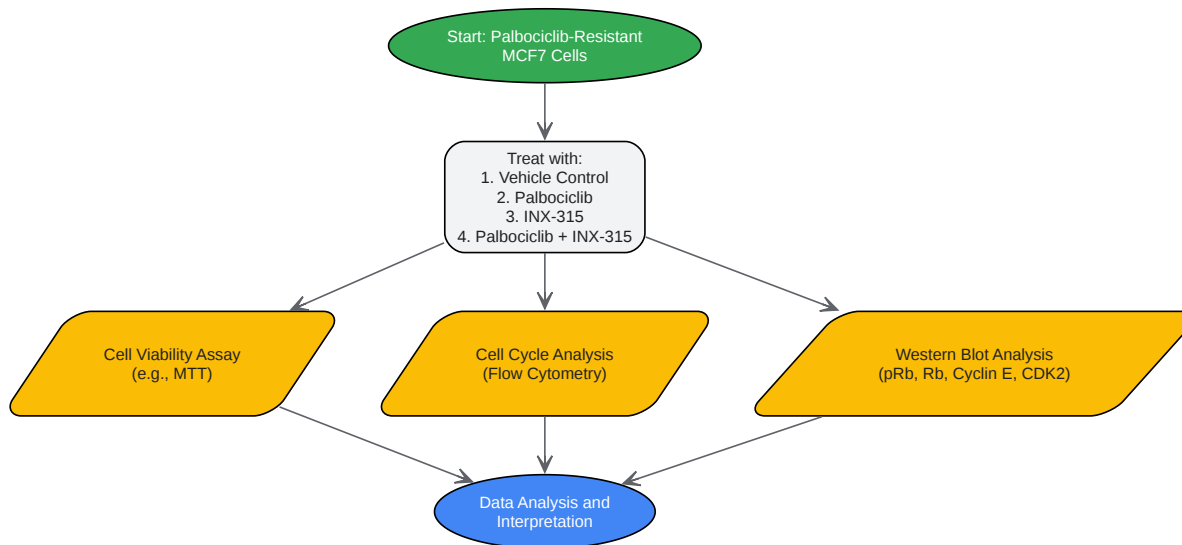 Start: Palbociclib-Resistant
MCF7 Cells
Treat with:
1. Vehicle Control
2. Palbociclib
3. INX-315
4. Palbociclib + INX-315
Cell Viability Assay
(e.g., MTT)
Cell Cycle Analysis
(Flow Cytometry)
Western Blot Analysis
(pRb, Rb, Cyclin E, CDK2)
Data Analysis and
Interpretation